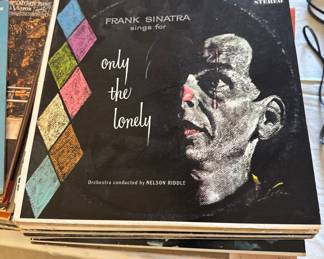 STEREO
FRANK SINATRA
sings for
only
the
lonely
Orchestra conducted by NELSON RIDDLE